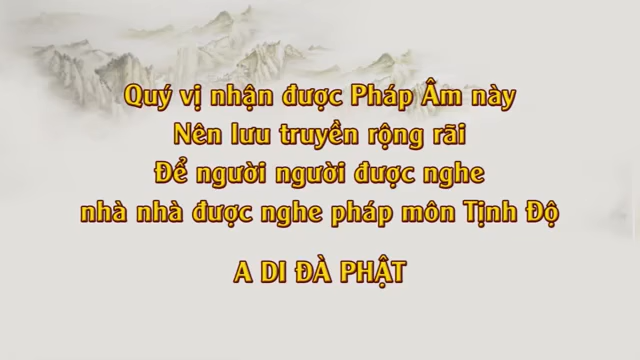 Quý vị nhận được Pháp Âm này
Nên lưu truyền rộng rãi
Để người người được nghe
nhà nhà được nghe pháp môn Tịnh Độ
A DI ĐÀ PHẬT